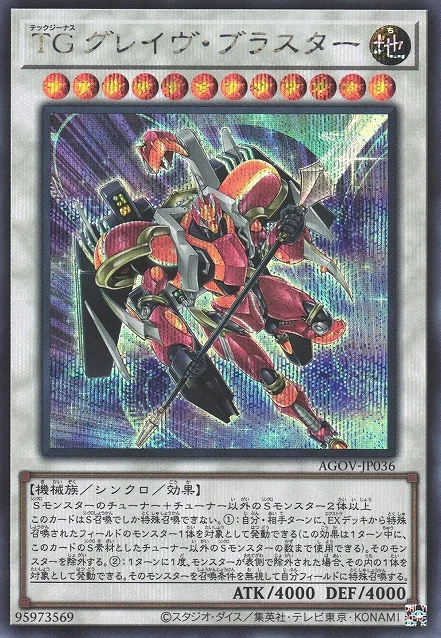 テックジーナス
TG グレイヴ・ブラスター
ち
地
AGOV-JP036
【機械族／シンクロ／効果】
Ｓモンスターのチューナー＋チューナー以外のＳモンスター２体以上
このカードはＳ召喚でしか特殊召喚できない。①：自分・相手ターンに、EXデッキから特殊
召喚されたフィールドのモンスター1体を対象として発動できる(この効果は1ターン中に、
このカードのＳ素材としたチューナー以外のＳモンスターの数まで使用できる)。そのモン
スターを除外する。②：1ターンに1度、モンスターが表側で除外された場合、その内の1体を
対象として発動できる。そのモンスターを召喚条件を無視して自分フィールドに特殊召喚する。
ATK/4000 DEF/4000
95973569
©スタジオ・ダイス／集英社・テレビ東京・KONAMI